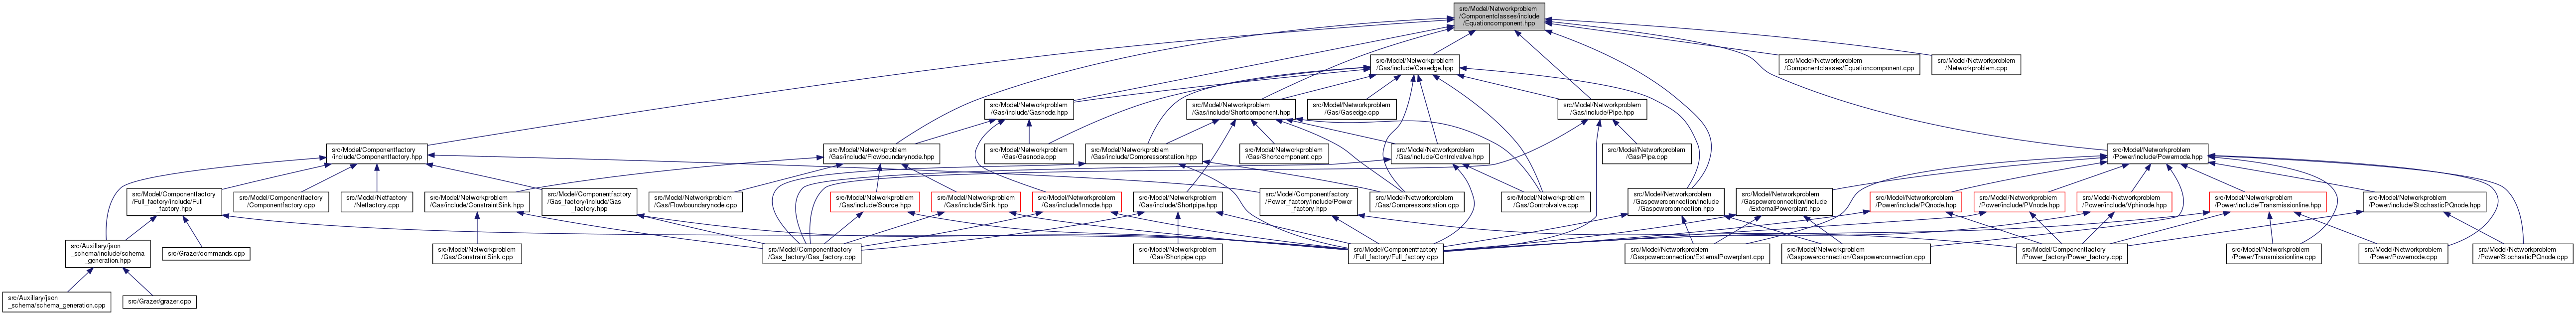 src/Model/Networkproblem
/Componentclasses/include
/Equationcomponent.hpp
src/Model/Networkproblem
/Gas/include/Gasedge.hpp
src/Model/Networkproblem
/Componentclasses/Equationcomponent.cpp
src/Model/Networkproblem
/Networkproblem.cpp
src/Model/Networkproblem
/Gas/include/Gasnode.hpp
src/Model/Networkproblem
/Gas/include/Shortcomponent.hpp
src/Model/Networkproblem
/Gas/Gasedge.cpp
src/Model/Networkproblem
/Gas/include/Pipe.hpp
src/Model/Componentfactory
/include/Componentfactory.hpp
src/Model/Networkproblem
/Gas/include/Flowboundarynode.hpp
src/Model/Networkproblem
/Gas/Gasnode.cpp
src/Model/Networkproblem
/Gas/include/Compressorstation.hpp
src/Model/Networkproblem
/Gas/Shortcomponent.cpp
src/Model/Networkproblem
/Gas/include/Controlvalve.hpp
src/Model/Networkproblem
/Gas/Pipe.cpp
src/Model/Networkproblem
/Power/include/Powernode.hpp
src/Model/Componentfactory
/Full_factory/include/Full
_factory.hpp
src/Model/Componentfactory
/Componentfactory.cpp
src/Model/Netfactory
/Netfactory.cpp
src/Model/Networkproblem
/Gas/include/ConstraintSink.hpp
src/Model/Componentfactory
/Gas_factory/include/Gas
_factory.hpp
src/Model/Networkproblem
/Gas/Flowboundarynode.cpp
src/Model/Networkproblem
/Gas/include/Source.hpp
src/Model/Networkproblem
/Gas/include/Sink.hpp
src/Model/Networkproblem
/Gas/include/Innode.hpp
src/Model/Networkproblem
/Gas/include/Shortpipe.hpp
src/Model/Componentfactory
/Power_factory/include/Power
_factory.hpp
src/Model/Networkproblem
/Gas/Compressorstation.cpp
src/Model/Networkproblem
/Gas/Controlvalve.cpp
src/Model/Networkproblem
/Gaspowerconnection/include
/Gaspowerconnection.hpp
src/Model/Networkproblem
/Gaspowerconnection/include
/ExternalPowerplant.hpp
src/Model/Networkproblem
/Power/include/PQnode.hpp
src/Model/Networkproblem
/Power/include/PVnode.hpp
src/Model/Networkproblem
/Power/include/Vphinode.hpp
src/Model/Networkproblem
/Power/include/Transmissionline.hpp
src/Model/Networkproblem
/Power/include/StochasticPQnode.hpp
src/Auxillary/json
_schema/include/schema
_generation.hpp
src/Grazer/commands.cpp
src/Model/Networkproblem
/Gas/ConstraintSink.cpp
src/Model/Componentfactory
/Gas_factory/Gas_factory.cpp
src/Model/Networkproblem
/Gas/Shortpipe.cpp
src/Model/Componentfactory
/Full_factory/Full_factory.cpp
src/Model/Networkproblem
/Gaspowerconnection/ExternalPowerplant.cpp
src/Model/Networkproblem
/Gaspowerconnection/Gaspowerconnection.cpp
src/Model/Componentfactory
/Power_factory/Power_factory.cpp
src/Model/Networkproblem
/Power/Transmissionline.cpp
src/Model/Networkproblem
/Power/Powernode.cpp
src/Model/Networkproblem
/Power/StochasticPQnode.cpp
src/Auxillary/json
_schema/schema_generation.cpp
src/Grazer/grazer.cpp